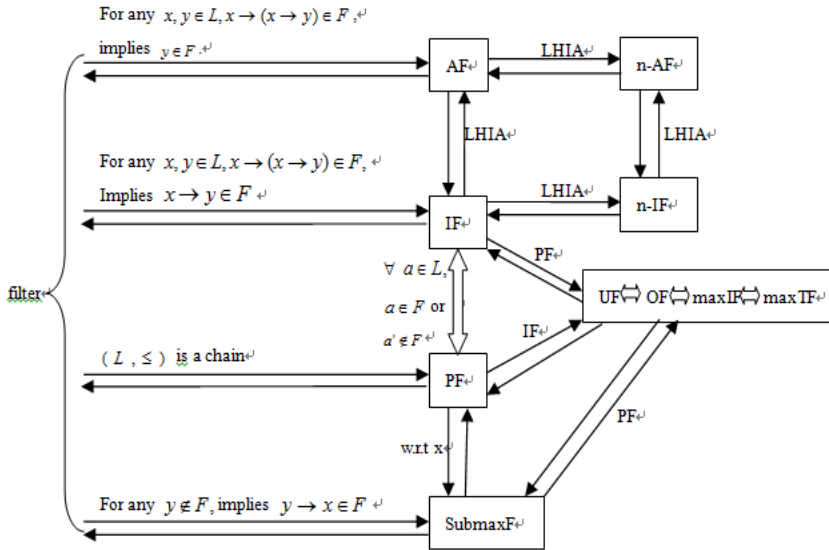 For any x, y ∈ L, x → (x → y) ∈ F ,↵
implies y ∈ F .↵
AF↵
LHIA↵
n-AF↵
LHIA↵
LHIA↵
For any x, y ∈ L, x → (x → y) ∈ F, ↵
Implies x → y ∈ F ↵
IF↵
LHIA↵
n-IF↵
PF↵
∀ a ∈ L,
filter↵
UF⇔ OF⇔maxIF⇔maxTF↵
a ∈ F or
IF↵
a' ∉ F↵
( L , ≤ ) is a chain↵
PF↵
PF↵
w.r.t x↵
For any y ∉ F, implies y → x ∈ F↵
SubmaxF↵